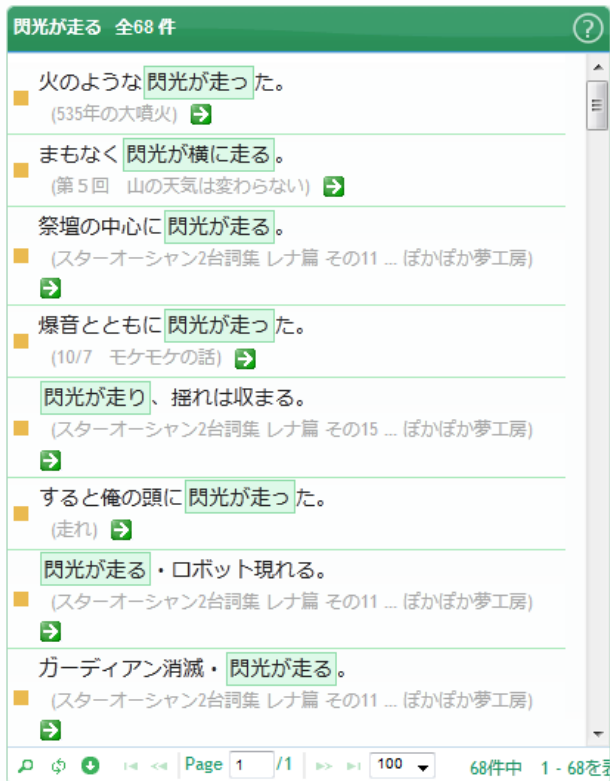 閃光が走る 全68 件
火のような閃光が走った。
(535年の大噴火)
まもなく閃光が横に走る。
(第５回　山の天気は変わらない)
祭壇の中心に閃光が走る。
(スターオーシャン2台詞集 レナ篇 その11 ... ぽかぽか夢工房)
爆音とともに閃光が走った。
(10/7　モケモケの話)
閃光が走り、揺れは収まる。
(スターオーシャン2台詞集 レナ篇 その15 ... ぽかぽか夢工房)
すると俺の頭に閃光が走った。
(走れ)
閃光が走る・ロボット現れる。
(スターオーシャン2台詞集 レナ篇 その11 ... ぽかぽか夢工房)
ガーディアン消滅・閃光が走る。
(スターオーシャン2台詞集 レナ篇 その11 ... ぽかぽか夢工房)
Page 1 /1 100 68件中 1 - 68を